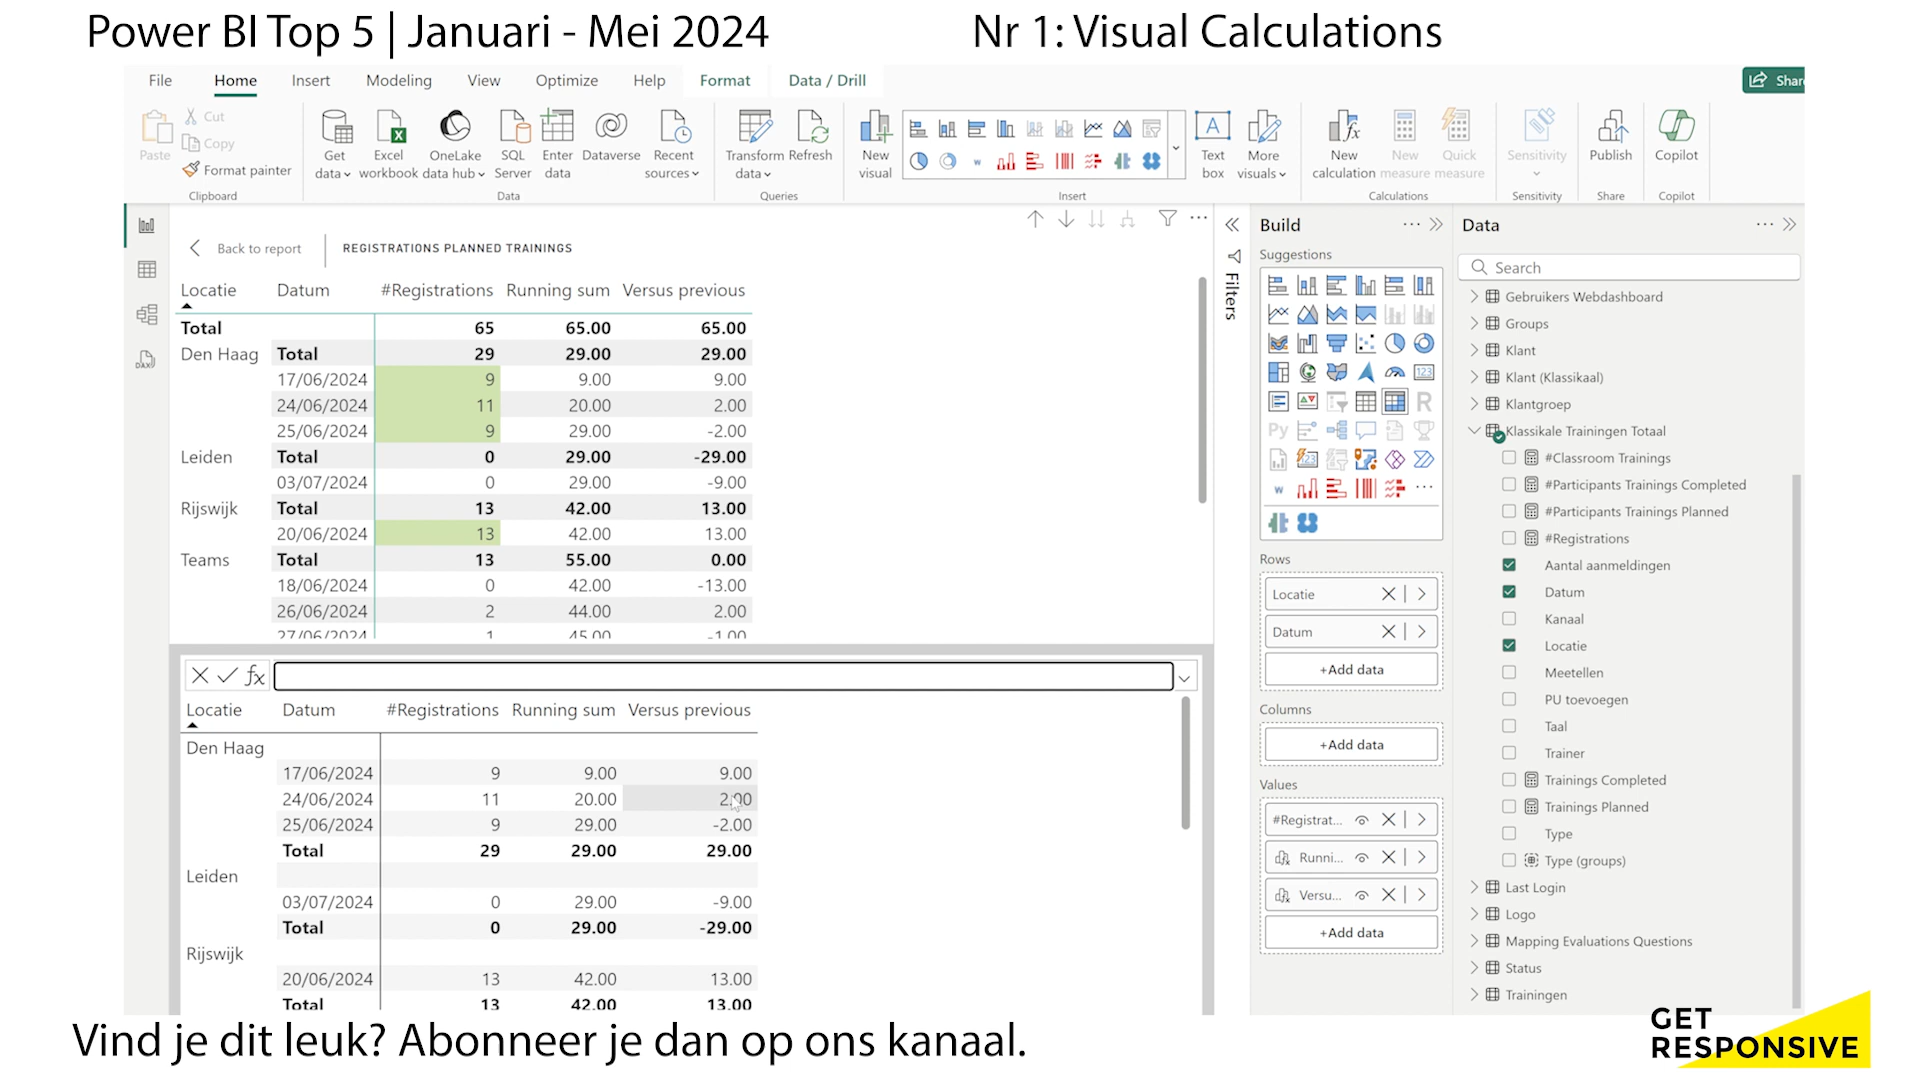 Power BI Top 5 | Januari - Mei 2024
Nr 1: Visual Calculations
File Home Insert Modeling View Optimize Help Format Data / Drill
Share
Paste
Cut
Copy
Format painter
Clipboard
Get data
Excel workbook
OneLake data hub
SQL Server
Enter data
Dataverse
Recent sources
Data
Transform data
Refresh
Queries
New visual
Text box
More visuals
Insert
New calculation
New measure
Quick measure
Calculations
Sensitivity
Sensitivity
Publish
Share
Copilot
Copilot
Back to report
REGISTRATIONS PLANNED TRAININGS
Locatie Datum #Registrations Running sum Versus previous
Total 65 65.00 65.00
Den Haag Total 29 29.00 29.00
17/06/2024 9 9.00 9.00
24/06/2024 11 20.00 2.00
25/06/2024 9 29.00 -2.00
Leiden Total 0 29.00 -29.00
03/07/2024 0 29.00 -9.00
Rijswijk Total 13 42.00 13.00
20/06/2024 13 42.00 13.00
Teams Total 13 55.00 0.00
18/06/2024 0 42.00 -13.00
26/06/2024 2 44.00 2.00
27/06/2024 1 45.00 -1.00
fx
Locatie Datum #Registrations Running sum Versus previous
Den Haag
17/06/2024 9 9.00 9.00
24/06/2024 11 20.00 2.00
25/06/2024 9 29.00 -2.00
Total 29 29.00 29.00
Leiden
03/07/2024 0 29.00 -9.00
Total 0 29.00 -29.00
Rijswijk
20/06/2024 13 42.00 13.00
Total 13 42.00 13.00
Filters
Build
Suggestions
123
R
Py
Rows
Locatie
Datum
+Add data
Columns
+Add data
Values
#Registrat...
Runni...
Versu...
+Add data
Data
Search
Gebruikers Webdashboard
Groups
Klant
Klant (Klassikaal)
Klantgroep
Klassikale Trainingen Totaal
#Classroom Trainings
#Participants Trainings Completed
#Participants Trainings Planned
#Registrations
Aantal aanmeldingen
Datum
Kanaal
Locatie
Meetellen
PU toevoegen
Taal
Trainer
Trainings Completed
Trainings Planned
Type
Type (groups)
Last Login
Logo
Mapping Evaluations Questions
Status
Trainingen
Vind je dit leuk? Abonneer je dan op ons kanaal.
GET
RESPONSIVE